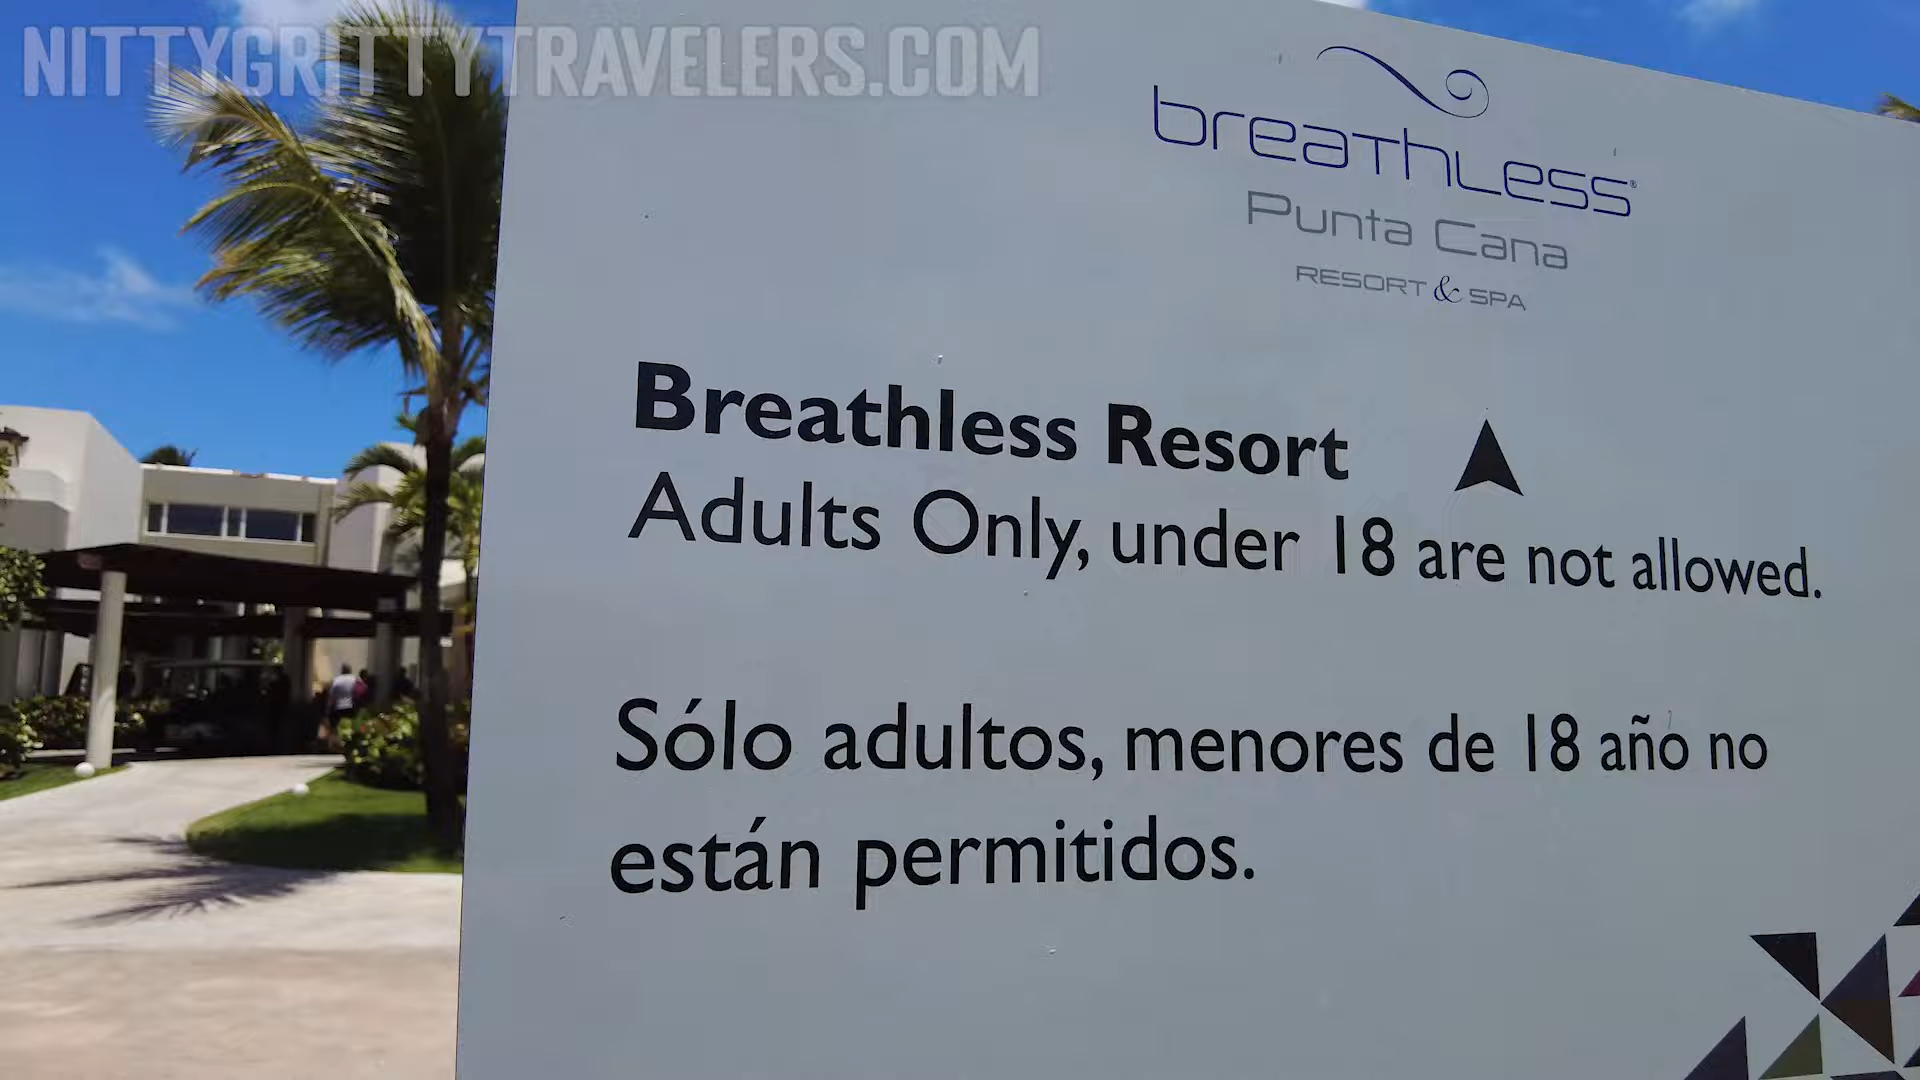 NITTYGRITTYTRAVELERS.COM
breathless®
Punta Cana
RESORT & SPA
Breathless Resort
Adults Only, under 18 are not allowed.
Sólo adultos, menores de 18 año no
están permitidos.